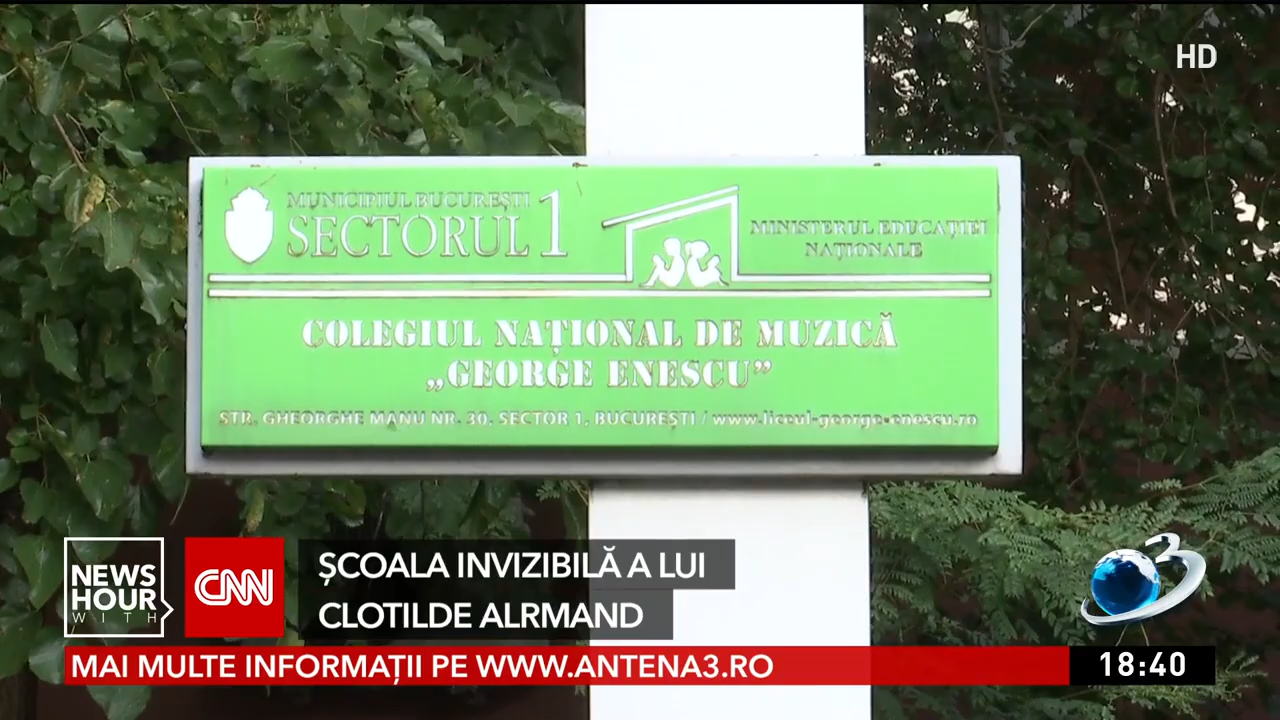 HD
MUNICIPIUL BUCUREȘTI
SECTORUL 1
MINISTERUL EDUCAȚIEI
NAȚIONALE
COLEGIUL NAȚIONAL DE MUZICĂ
„GEORGE ENESCU”
STR. GHEORGHE MANU NR. 30, SECTOR 1, BUCUREȘTI / www.liceul-george-enescu.ro
NEWS
HOUR
WITH
CNN
ȘCOALA INVIZIBILĂ A LUI
CLOTILDE ALRMAND
3
MAI MULTE INFORMAȚII PE WWW.ANTENA3.RO
18:40